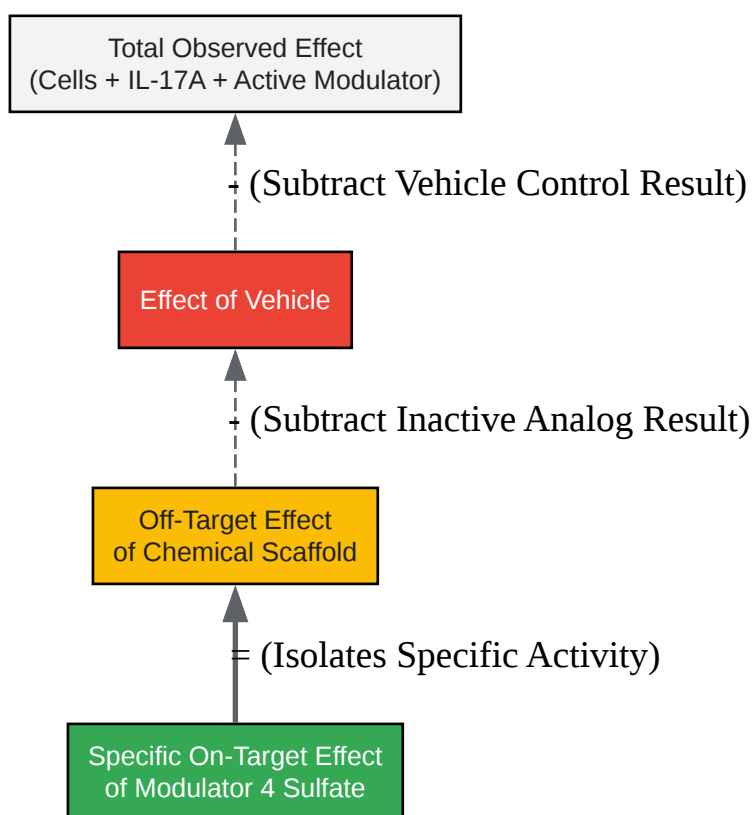 Total Observed Effect
(Cells + IL-17A + Active Modulator)
- (Subtract Vehicle Control Result)
Effect of Vehicle
- (Subtract Inactive Analog Result)
Off-Target Effect
of Chemical Scaffold
= (Isolates Specific Activity)
Specific On-Target Effect
of Modulator 4 Sulfate